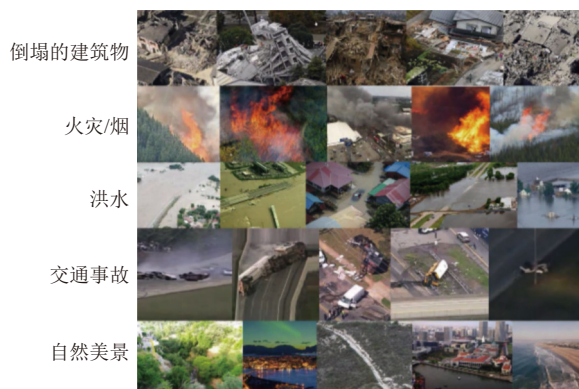 倒塌的建筑物
火灾/烟
洪水
交通事故
自然美景